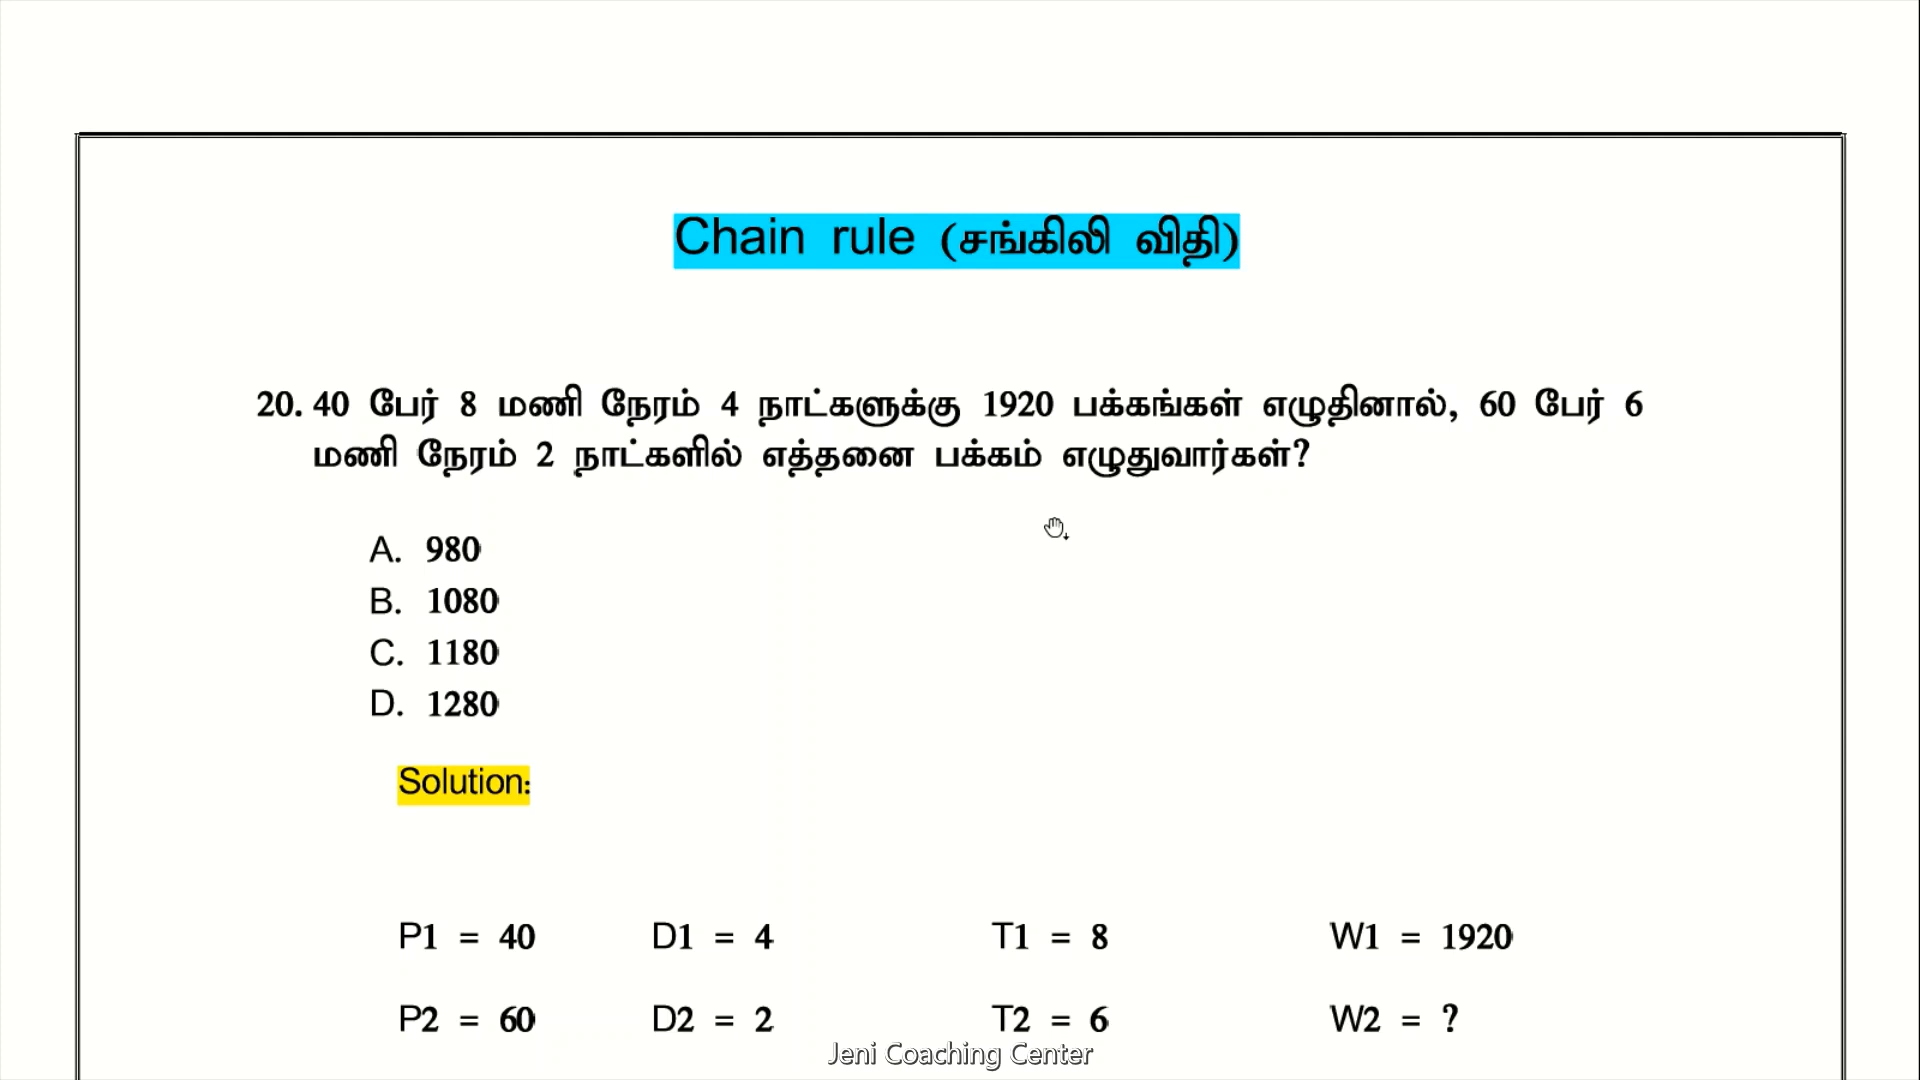 Chain rule (சங்கிலி விதி)
20. 40 பேர் 8 மணி நேரம் 4 நாட்களுக்கு 1920 பக்கங்கள் எழுதினால், 60 பேர் 6
மணி நேரம் 2 நாட்களில் எத்தனை பக்கம் எழுதுவார்கள்?
A. 980
B. 1080
C. 1180
D. 1280
Solution:
P1 = 40 D1 = 4 T1 = 8 W1 = 1920
P2 = 60 D2 = 2 T2 = 6 W2 = ?
Jeni Coaching Center